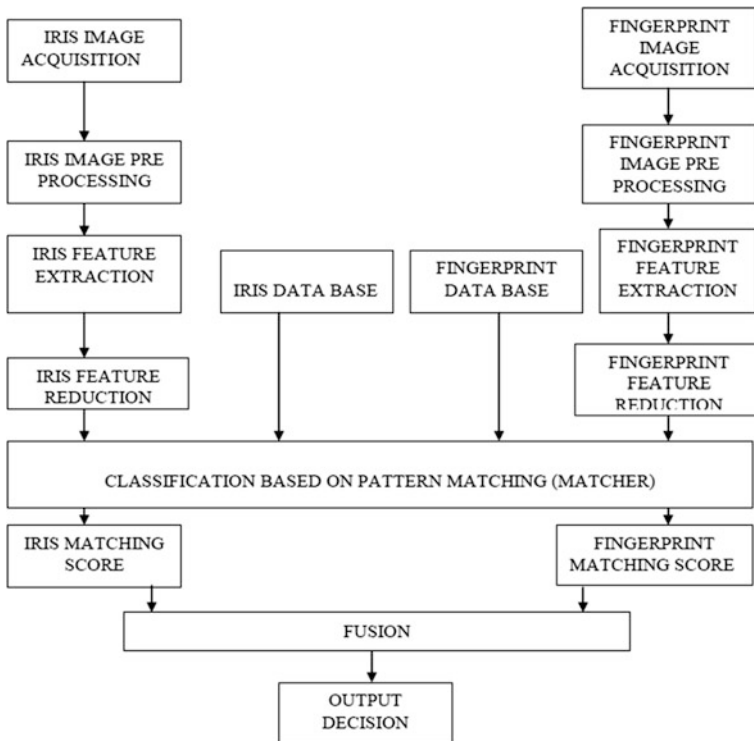 IRIS IMAGE
ACQUISITION
FINGERPRINT
IMAGE
ACQUISITION
IRIS IMAGE PRE
PROCESSING
FINGERPRINT
IMAGE PRE
PROCESSING
IRIS FEATURE
EXTRACTION
IRIS DATA BASE
FINGERPRINT
DATA BASE
FINGERPRINT
FEATURE
EXTRACTION
IRIS FEATURE
REDUCTION
FINGERPRINT
FEATURE
REDUCTION
CLASSIFICATION BASED ON PATTERN MATCHING (MATCHER)
IRIS MATCHING
SCORE
FINGERPRINT
MATCHING SCORE
FUSION
OUTPUT
DECISION